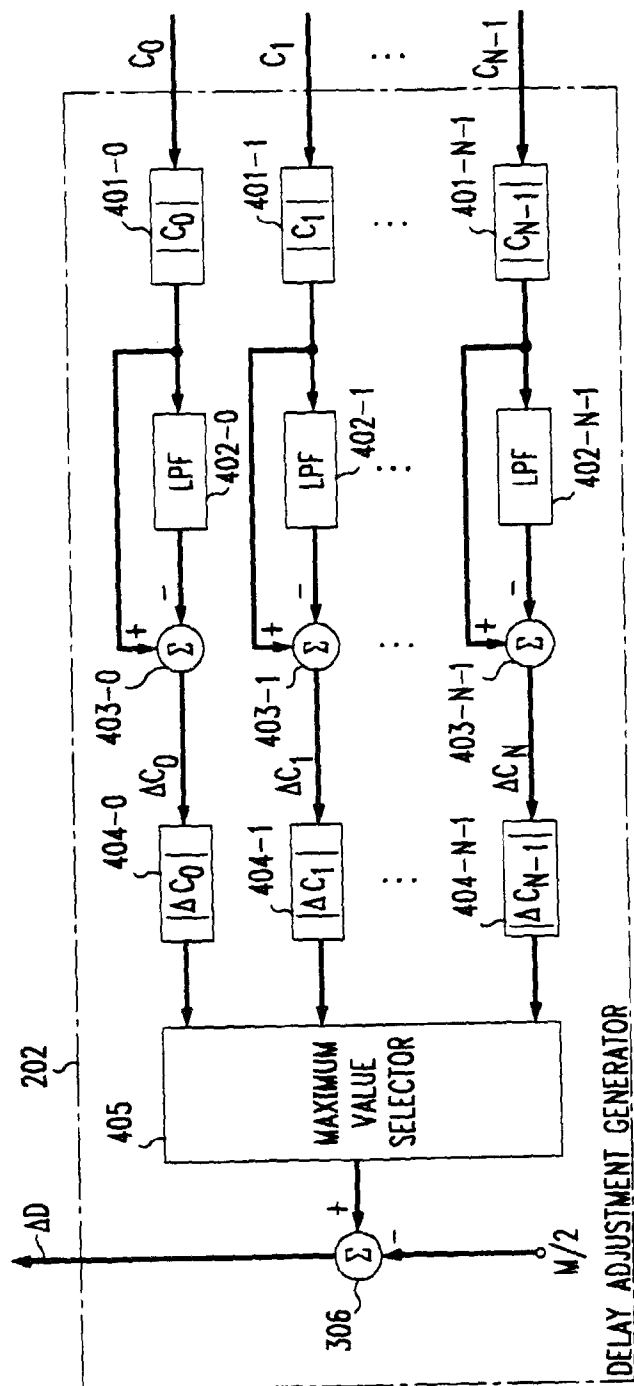 202
ΔD
405
MAXIMUM
VALUE
SELECTOR
+
-
Σ
306
M/2
404-0
|ΔC0|
ΔC0
403-0
Σ
+
-
LPF
402-0
401-0
|C0|
C0
404-1
|ΔC1|
ΔC1
403-1
Σ
+
-
LPF
402-1
401-1
|C1|
C1
...
...
...
...
...
404-N-1
|ΔCN-1|
ΔCN
403-N-1
Σ
+
-
LPF
402-N-1
401-N-1
|CN-1|
CN-1
DELAY ADJUSTMENT GENERATOR